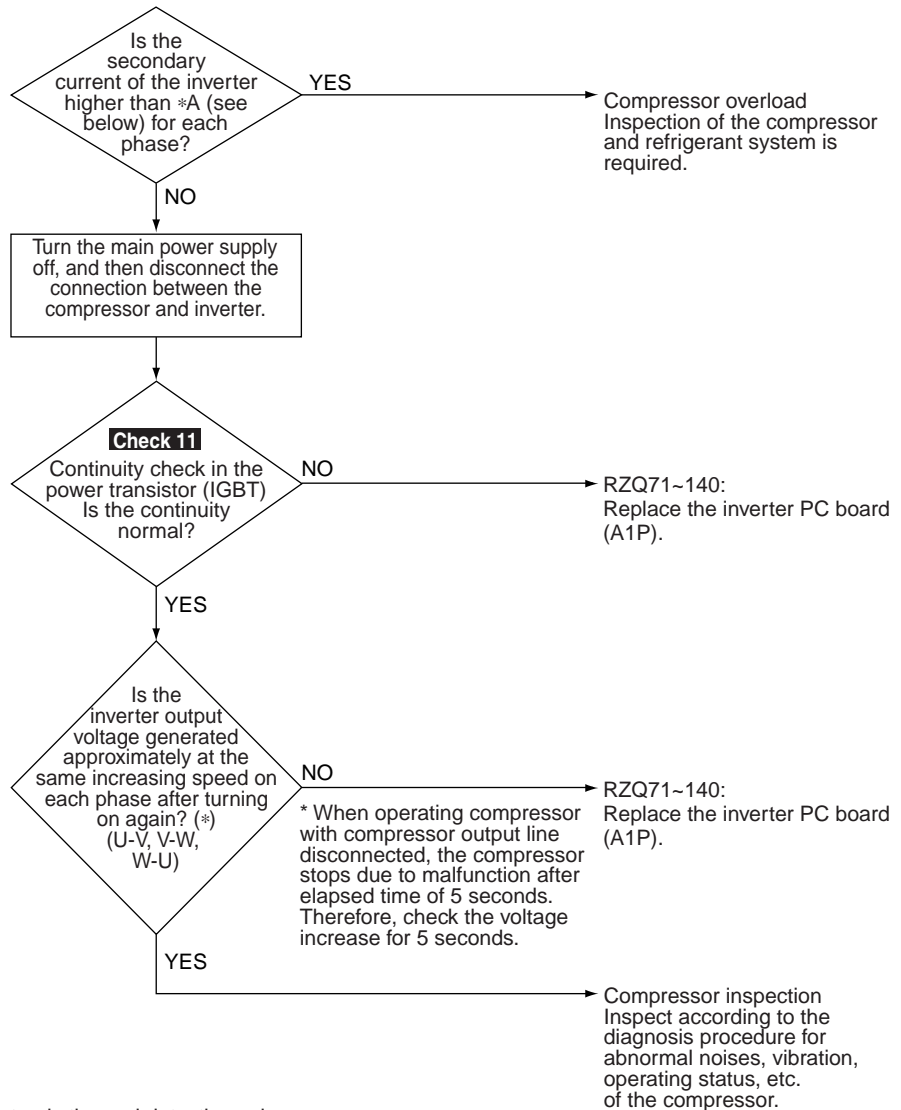 Is the
secondary
current of the inverter
higher than *A (see
below) for each
phase?
YES
Compressor overload
Inspection of the compressor
and refrigerant system is
required.
NO
Turn the main power supply
off, and then disconnect the
connection between the
compressor and inverter.
Check 11
Continuity check in the
power transistor (IGBT)
Is the continuity
normal?
NO
RZQ71~140:
Replace the inverter PC board
(A1P).
YES
Is the
inverter output
voltage generated
approximately at the
same increasing speed on
each phase after turning
on again? (*)
(U-V, V-W,
W-U)
NO
RZQ71~140:
Replace the inverter PC board
(A1P).
* When operating compressor
with compressor output line
disconnected, the compressor
stops due to malfunction after
elapsed time of 5 seconds.
Therefore, check the voltage
increase for 5 seconds.
YES
Compressor inspection
Inspect according to the
diagnosis procedure for
abnormal noises, vibration,
operating status, etc.
of the compressor.